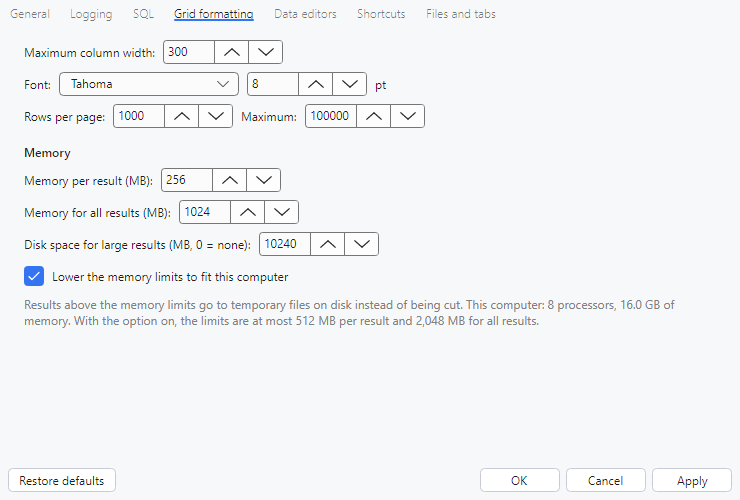 General Logging SQL Grid formatting Data editors Shortcuts Files and tabs
Maximum column width: 300
Font: Tahoma 8 pt
Rows per page: 1000 Maximum: 100000
Memory
Memory per result (MB): 256
Memory for all results (MB): 1024
Disk space for large results (MB, 0 = none): 10240
Lower the memory limits to fit this computer
Results above the memory limits go to temporary files on disk instead of being cut. This computer: 8 processors, 16.0 GB of
memory. With the option on, the limits are at most 512 MB per result and 2,048 MB for all results.
Restore defaults OK Cancel Apply